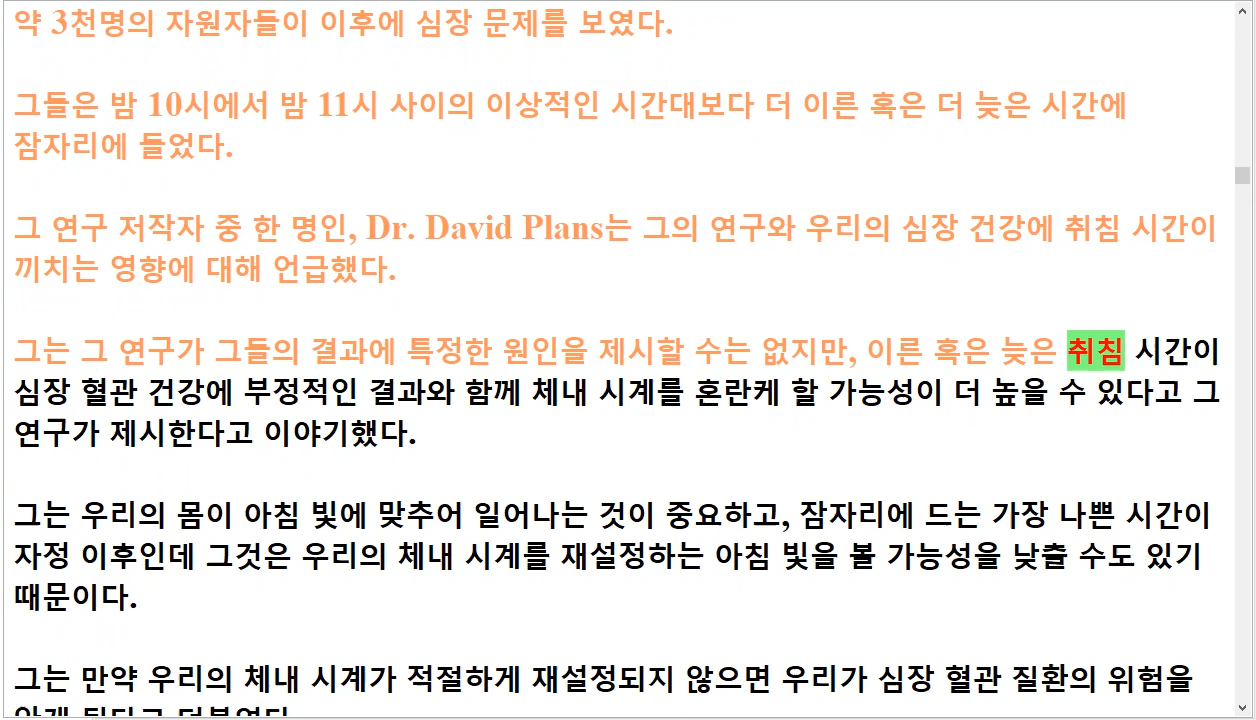 약 3천명의 자원자들이 이후에 심장 문제를 보였다.
그들은 밤 10시에서 밤 11시 사이의 이상적인 시간대보다 더 이른 혹은 더 늦은 시간에
잠자리에 들었다.
그 연구 저작자 중 한 명인, Dr. David Plans는 그의 연구와 우리의 심장 건강에 취침 시간이
끼치는 영향에 대해 언급했다.
그는 그 연구가 그들의 결과에 특정한 원인을 제시할 수는 없지만, 이른 혹은 늦은 취침 시간이
심장 혈관 건강에 부정적인 결과와 함께 체내 시계를 혼란케 할 가능성이 더 높을 수 있다고 그
연구가 제시한다고 이야기했다.
그는 우리의 몸이 아침 빛에 맞추어 일어나는 것이 중요하고, 잠자리에 드는 가장 나쁜 시간이
자정 이후인데 그것은 우리의 체내 시계를 재설정하는 아침 빛을 볼 가능성을 낮출 수도 있기
때문이다.
그는 만약 우리의 체내 시계가 적절하게 재설정되지 않으면 우리가 심장 혈관 질환의 위험을